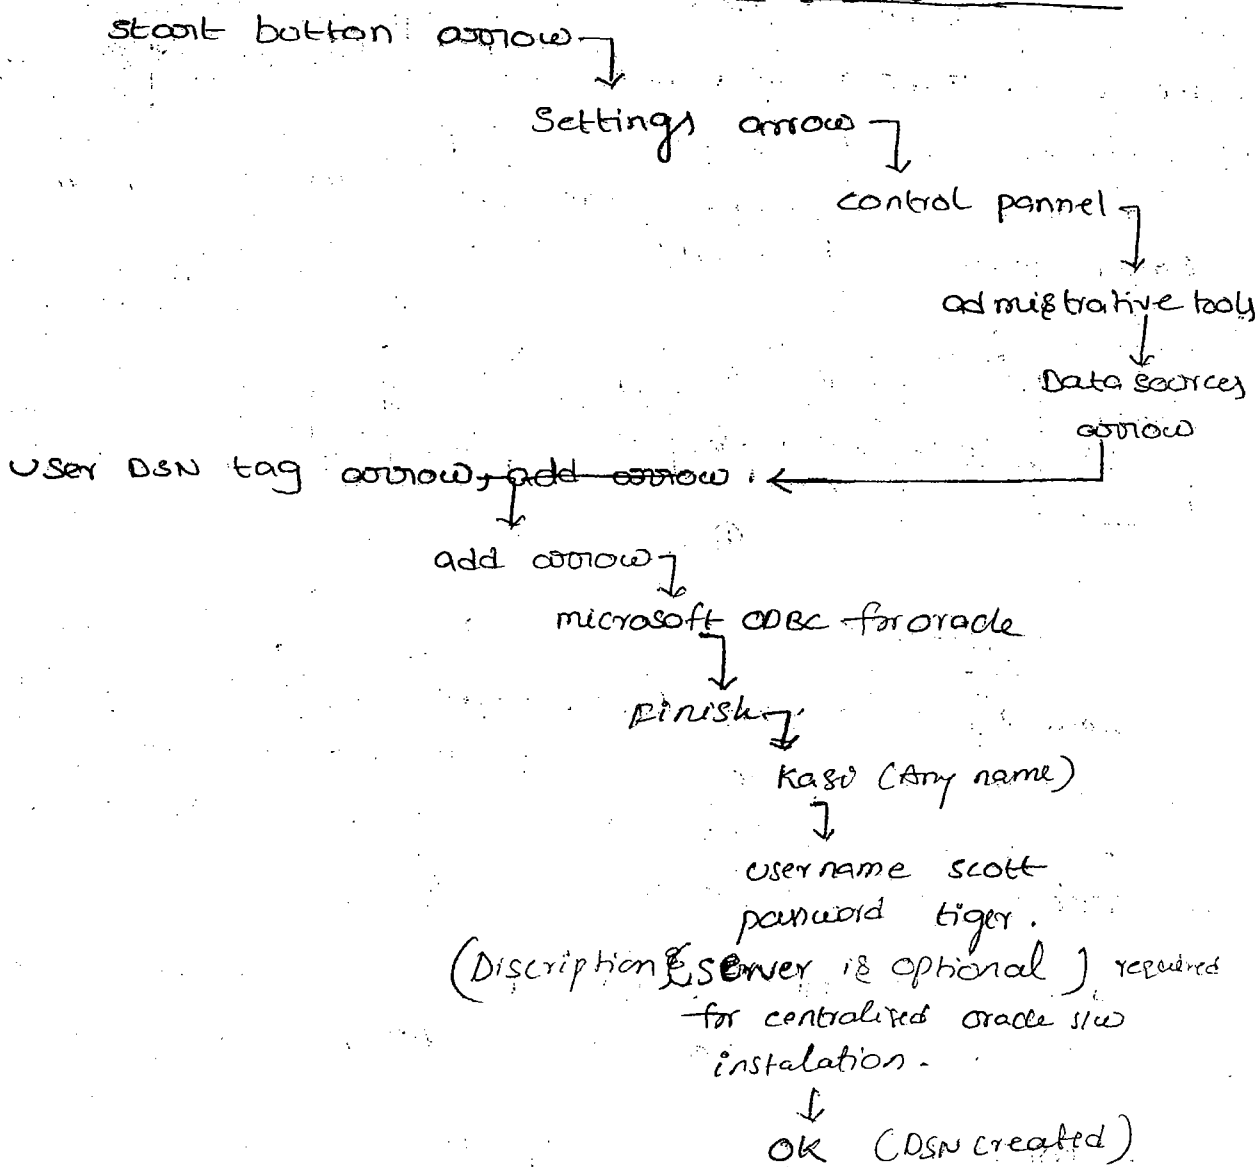 start button arrow
Settings arrow
control pannel
admistrative tools
Data sources
arrow
User DSN tag arrow, add arrow
add arrow
microsoft ODBC for oracle
Finish
Kasi (Any name)
username scott
password tiger.
(Discription & server is optional) required
for centralised oracle s/w
instalation.
OK (DSN created)